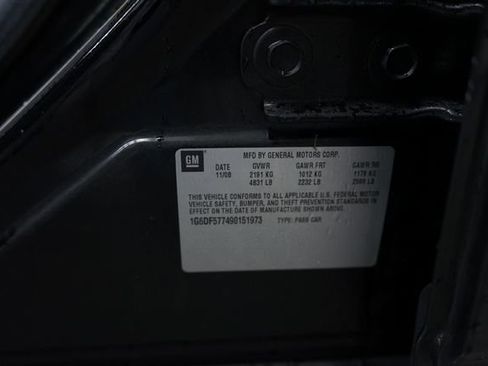 GM
MFD BY GENERAL MOTORS CORP.
DATE GVWR GAWR FRT GAWR RR
11/08 2191 KG 1012 KG 1179 KG
4831 LB 2232 LB LB
THIS VEHICLE CONFORMS TO ALL APPLICABLE U.S. FEDERAL MOTOR
VEHICLE SAFETY, BUMPER, AND THEFT PREVENTION STANDARDS IN
EFFECT ON THE DATE OF MANUFACTURE SHOWN ABOVE.
1G6DF577490151973 TYPE: PASS CAR